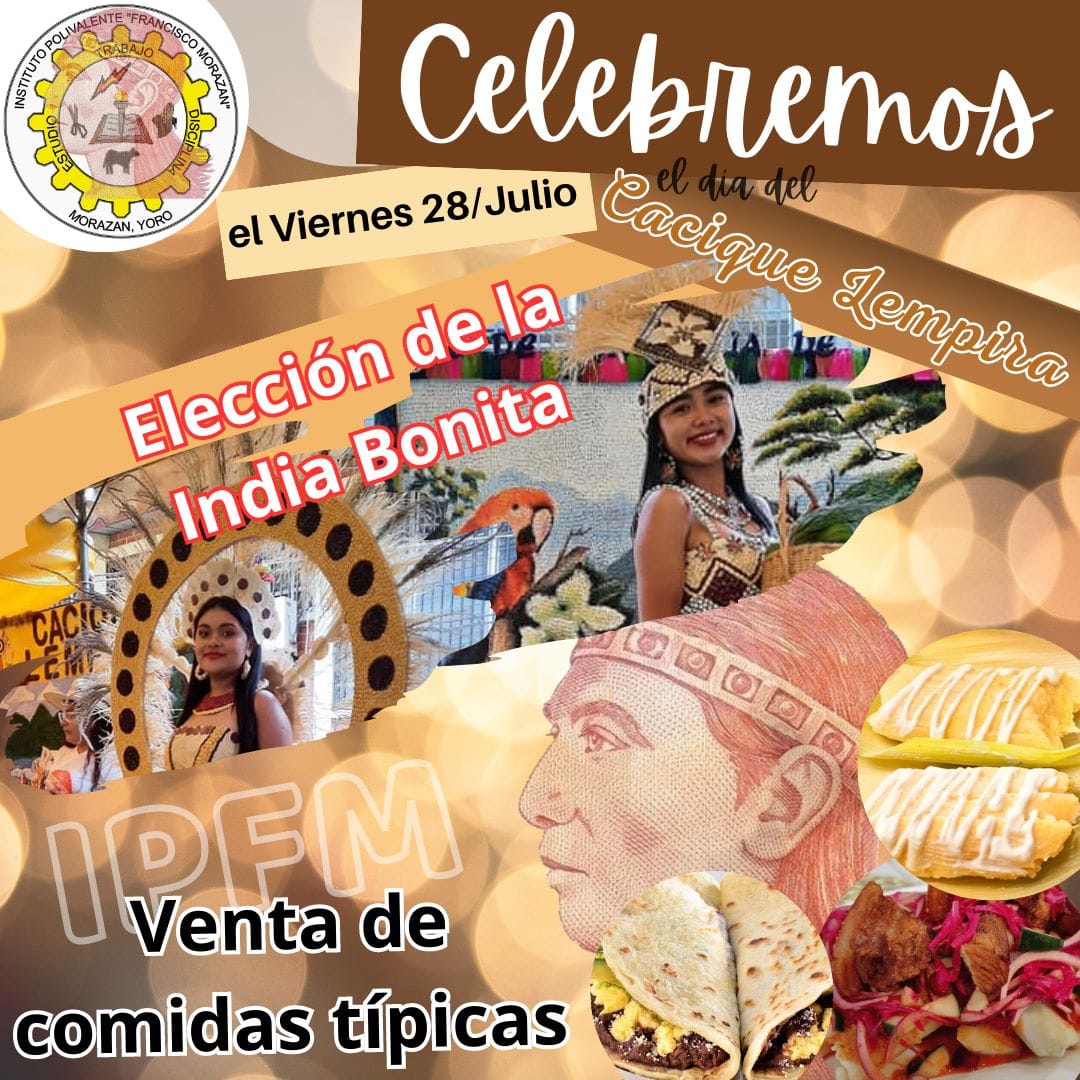 INSTITUTO POLIVALENTE "FRANCISCO MORAZAN"
TRABAJO
ESTUDIO
DISCIPLINA
MORAZAN, YORO
Celebremos
el día del
Cacique Lempira
el Viernes 28/Julio
Elección de la
India Bonita
CACIQ
LEM
IPFM
Venta de
comidas típicas